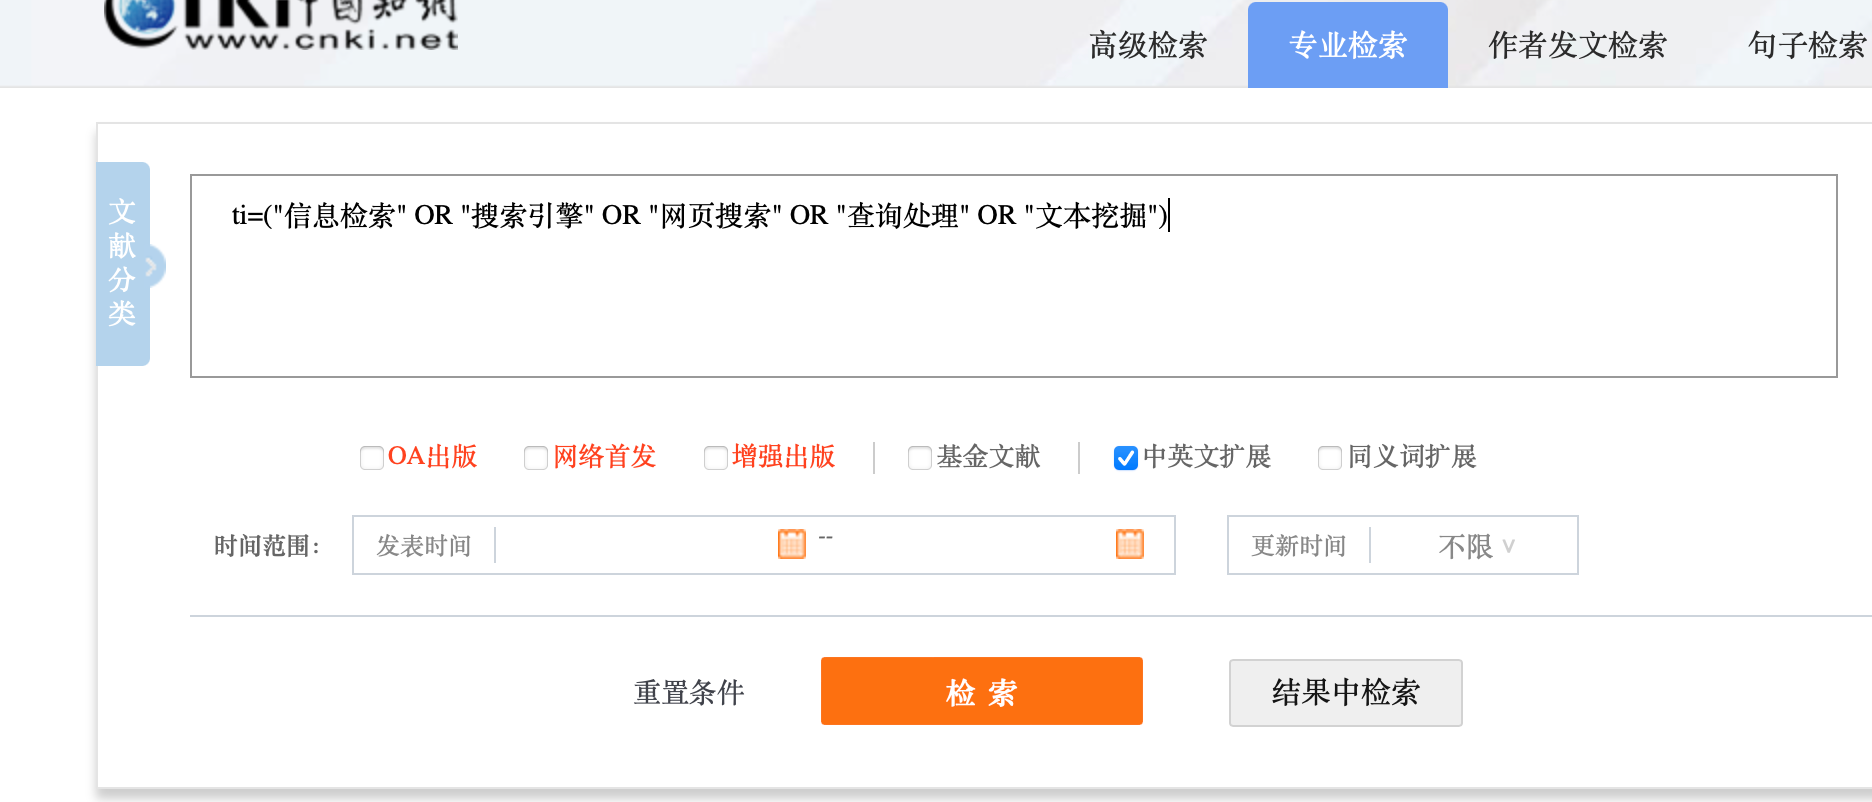 中国知网
www.cnki.net
高级检索 专业检索 作者发文检索 句子检索
文献分类
ti=("信息检索" OR "搜索引擎" OR "网页搜索" OR "查询处理" OR "文本挖掘")
OA出版 网络首发 增强出版 基金文献 中英文扩展 同义词扩展
时间范围： 发表时间 -- 更新时间 不限
重置条件 检索 结果中检索